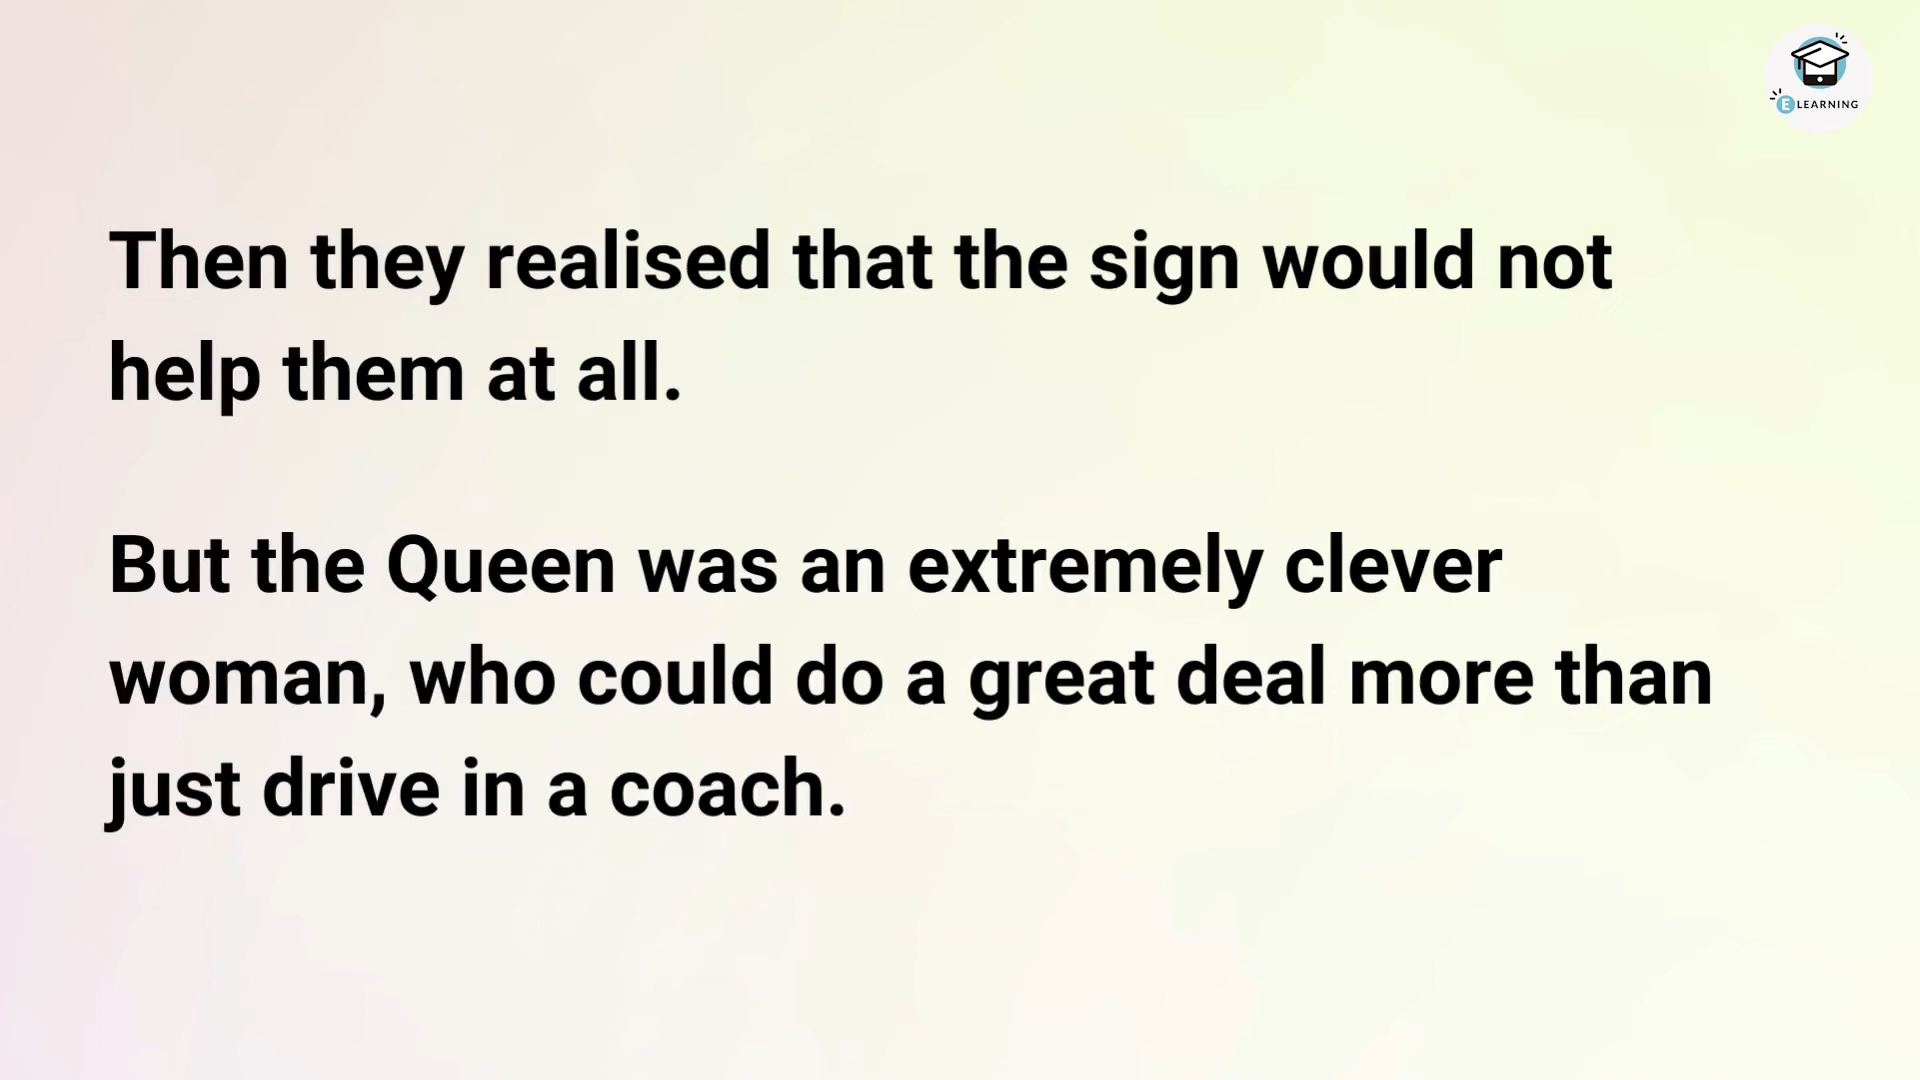 E LEARNING
Then they realised that the sign would not
help them at all.
But the Queen was an extremely clever
woman, who could do a great deal more than
just drive in a coach.